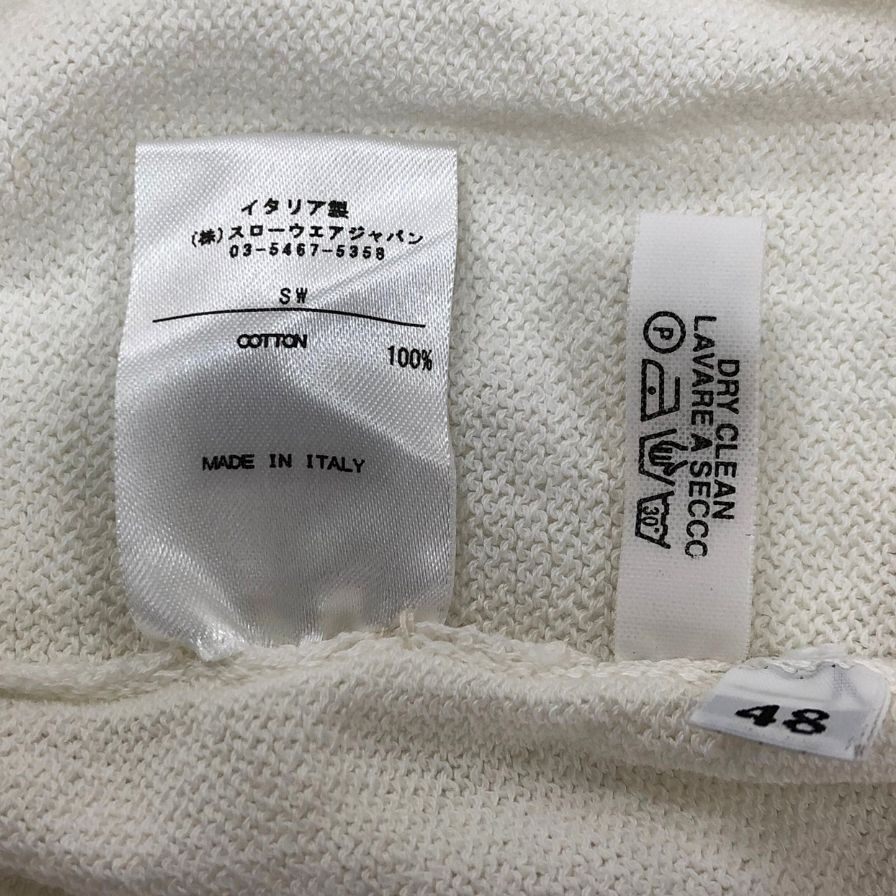 イタリア製
(株)スローウエアジャパン
03-5467-5358
SW
COTTON
100%
MADE IN ITALY
DRY CLEAN
LAVARE A SECCO
P
30°
48